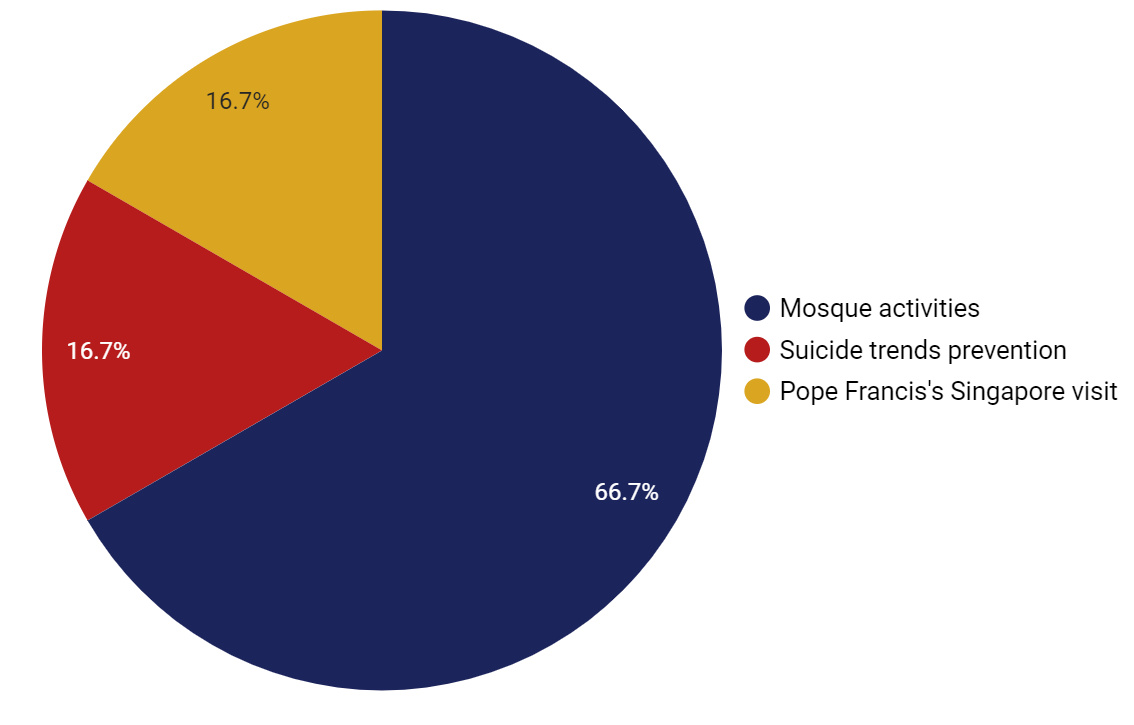 16.7%
16.7%
66.7%
Mosque activities
Suicide trends prevention
Pope Francis's Singapore visit